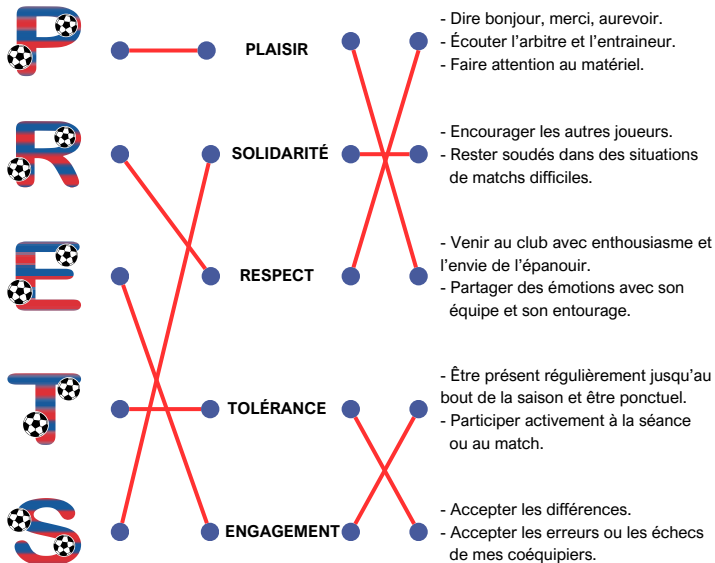 P
PLAISIR
- Dire bonjour, merci, aurevoir.
- Écouter l'arbitre et l'entraineur.
- Faire attention au matériel.
R
SOLIDARITÉ
- Encourager les autres joueurs.
- Rester soudés dans des situations
de matchs difficiles.
E
RESPECT
- Venir au club avec enthousiasme et
l'envie de l'épanouir.
- Partager des émotions avec son
équipe et son entourage.
T
TOLÉRANCE
- Être présent régulièrement jusqu'au
bout de la saison et être ponctuel.
- Participer activement à la séance
ou au match.
S
ENGAGEMENT
- Accepter les différences.
- Accepter les erreurs ou les échecs
de mes coéquipiers.